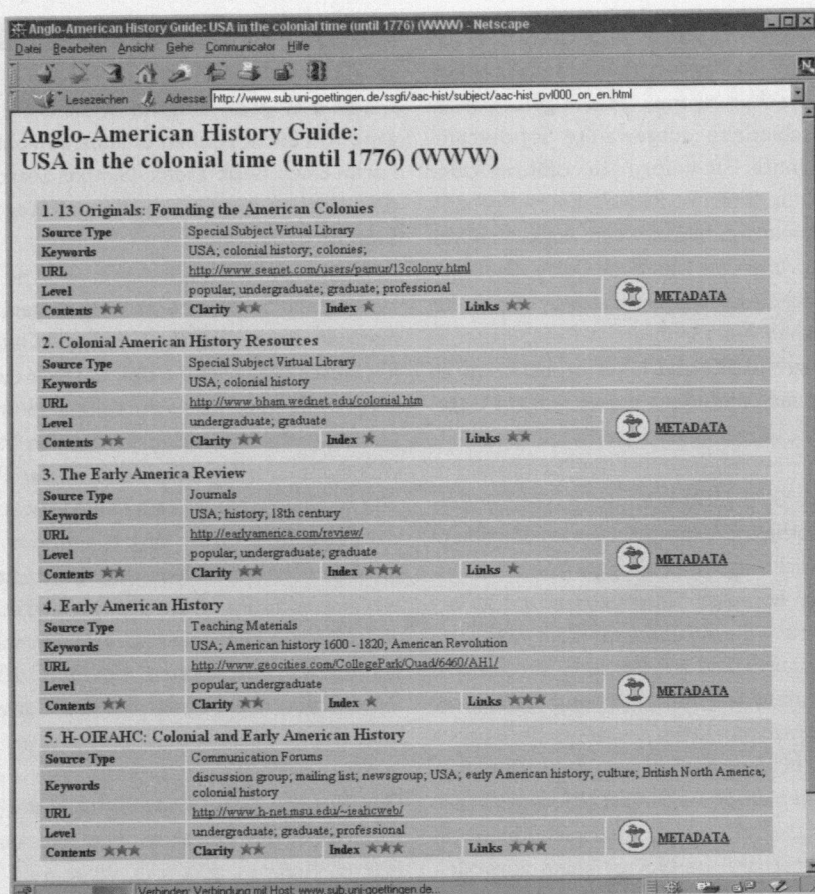 Anglo-American History Guide: USA in the colonial time (until 1776) (WWW) - Netscape
Datei Bearbeiten Ansicht Gehe Communicator Hilfe
N
Lesezeichen Adresse: http://www.sub.uni-goettingen.de/ssgfi/aac-hist/subject/aac-hist_pvl000_on_en.html
Anglo-American History Guide:
USA in the colonial time (until 1776) (WWW)
1. 13 Originals: Founding the American Colonies
Source Type Special Subject Virtual Library
Keywords USA; colonial history; colonies;
URL http://www.seanet.com/users/pamur/13colony.html
Level popular; undergraduate; graduate; professional
METADATA
Contents ★★ Clarity ★★ Index ★ Links ★★
2. Colonial American History Resources
Source Type Special Subject Virtual Library
Keywords USA; colonial history
URL http://www.bham.wednet.edu/colonial.htm
Level undergraduate; graduate
METADATA
Contents ★★ Clarity ★★ Index ★ Links ★★
3. The Early America Review
Source Type Journals
Keywords USA; history; 18th century
URL http://earlyamerica.com/review/
Level popular; undergraduate; graduate
METADATA
Contents ★★ Clarity ★★ Index ★★★ Links ★
4. Early American History
Source Type Teaching Materials
Keywords USA; American history 1600 - 1820; American Revolution
URL http://www.geocities.com/CollegePark/Quad/6460/AH1/
Level popular; undergraduate
METADATA
Contents ★★ Clarity ★★ Index ★ Links ★★★
5. H-OIEAHC: Colonial and Early American History
Source Type Communication Forums
Keywords discussion group; mailing list; newsgroup; USA; early American history; culture; British North America;
colonial history
URL http://www.h-net.msu.edu/~ieahcweb/
Level undergraduate; graduate; professional
METADATA
Contents ★★★ Clarity ★★ Index ★★★ Links ★★★
Verbinden: Verbindung mit Host: www.sub.uni-goettingen.de...